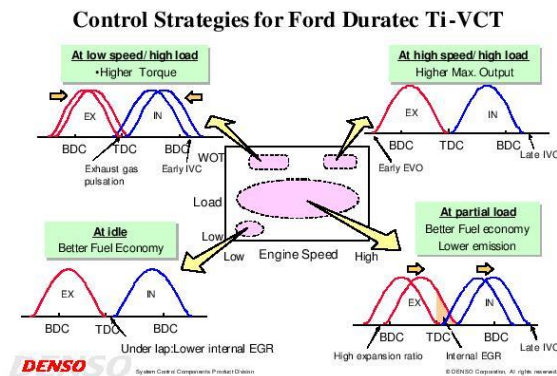 Control Strategies for Ford Duratec Ti-VCT
At low speed/ high load
•Higher Torque
EX
IN
BDC
TDC
BDC
Exhaust gas
pulsation
Early IVC
At high speed/high load
Higher Max. Output
EX
IN
BDC
TDC
BDC
Early EVO
Late IVC
WOT
Load
Low
Low
Engine Speed
High
At idle
Better Fuel Economy
EX
IN
BDC
TDC
BDC
Under lap:Lower internal EGR
At partial load
Better Fuel economy
Lower emission
EX
IN
BDC
TDC
BDC
High expansion ratio
Internal EGR
Late IVC
DENSO
System Control Components Product Division
© DENSO Corporation, All rights reserved.